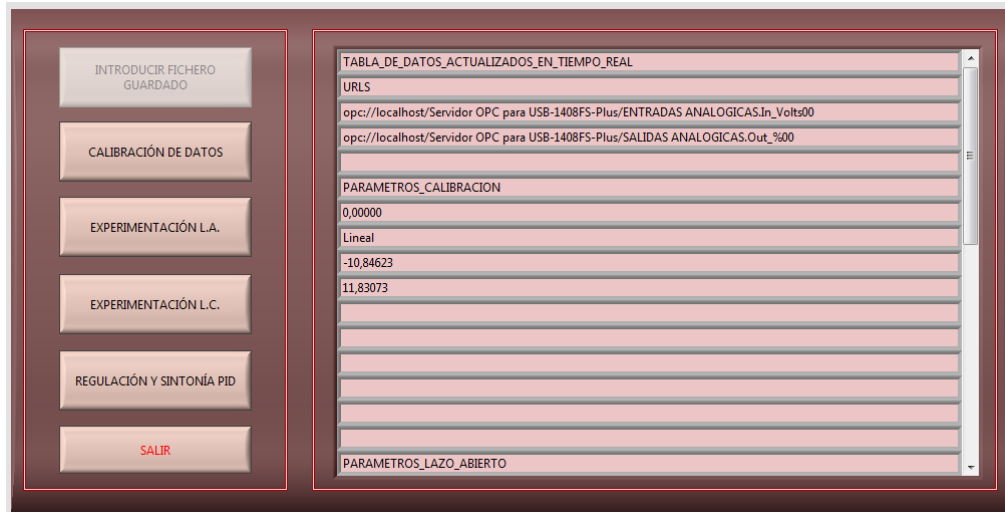 INTRODUCIR FICHERO
GUARDADO
CALIBRACIÓN DE DATOS
EXPERIMENTACIÓN L.A.
EXPERIMENTACIÓN L.C.
REGULACIÓN Y SINTONÍA PID
SALIR
TABLA_DE_DATOS_ACTUALIZADOS_EN_TIEMPO_REAL
URLS
opc://localhost/Servidor OPC para USB-1408FS-Plus/ENTRADAS ANALOGICAS.In_Volts00
opc://localhost/Servidor OPC para USB-1408FS-Plus/SALIDAS ANALOGICAS.Out_%00
PARAMETROS_CALIBRACION
0,00000
Lineal
-10,84623
11,83073
PARAMETROS_LAZO_ABIERTO